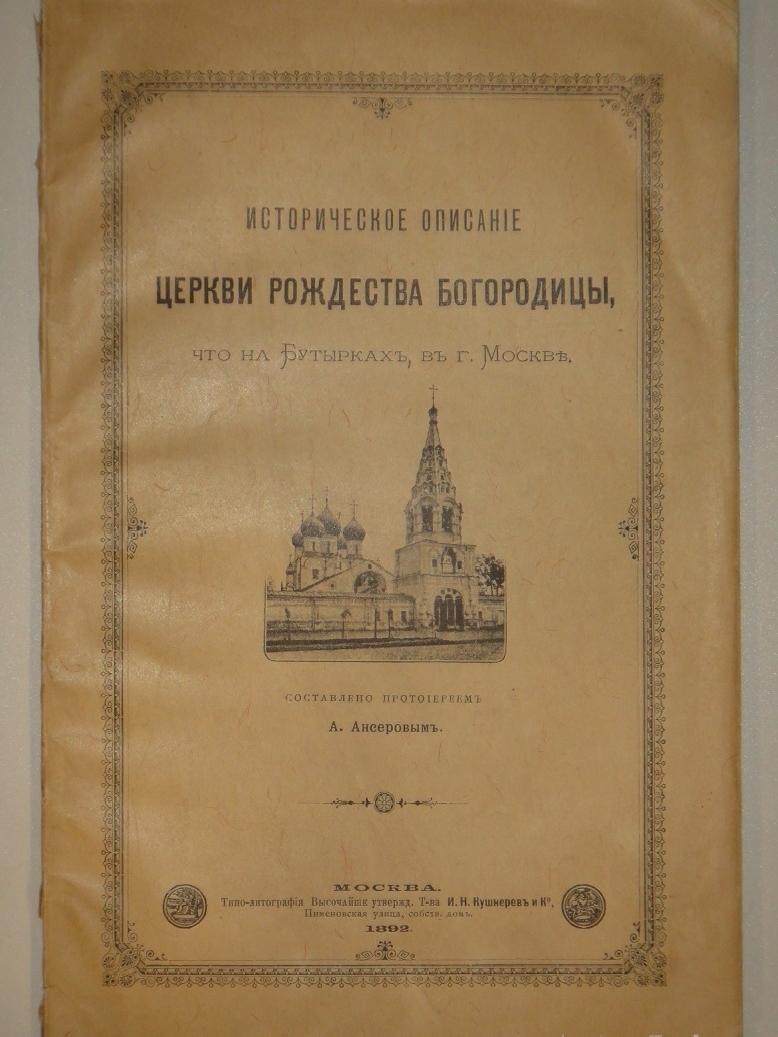 ИСТОРИЧЕСКОЕ ОПИСАНІЕ
ЦЕРКВИ РОЖДЕСТВА БОГОРОДИЦЫ,
ЧТО НА БУТЫРКАХЪ, ВЪ Г. МОСКВѢ.
СОСТАВЛЕНО ПРОТОІЕРЕЕМЪ
А. Ансеровымъ.
МОСКВА.
Типо-литографія Высочайше утвержд. Т-ва И. Н. Кушнеревъ и Кº,
Пименовская улица, собств. домъ.
1892.